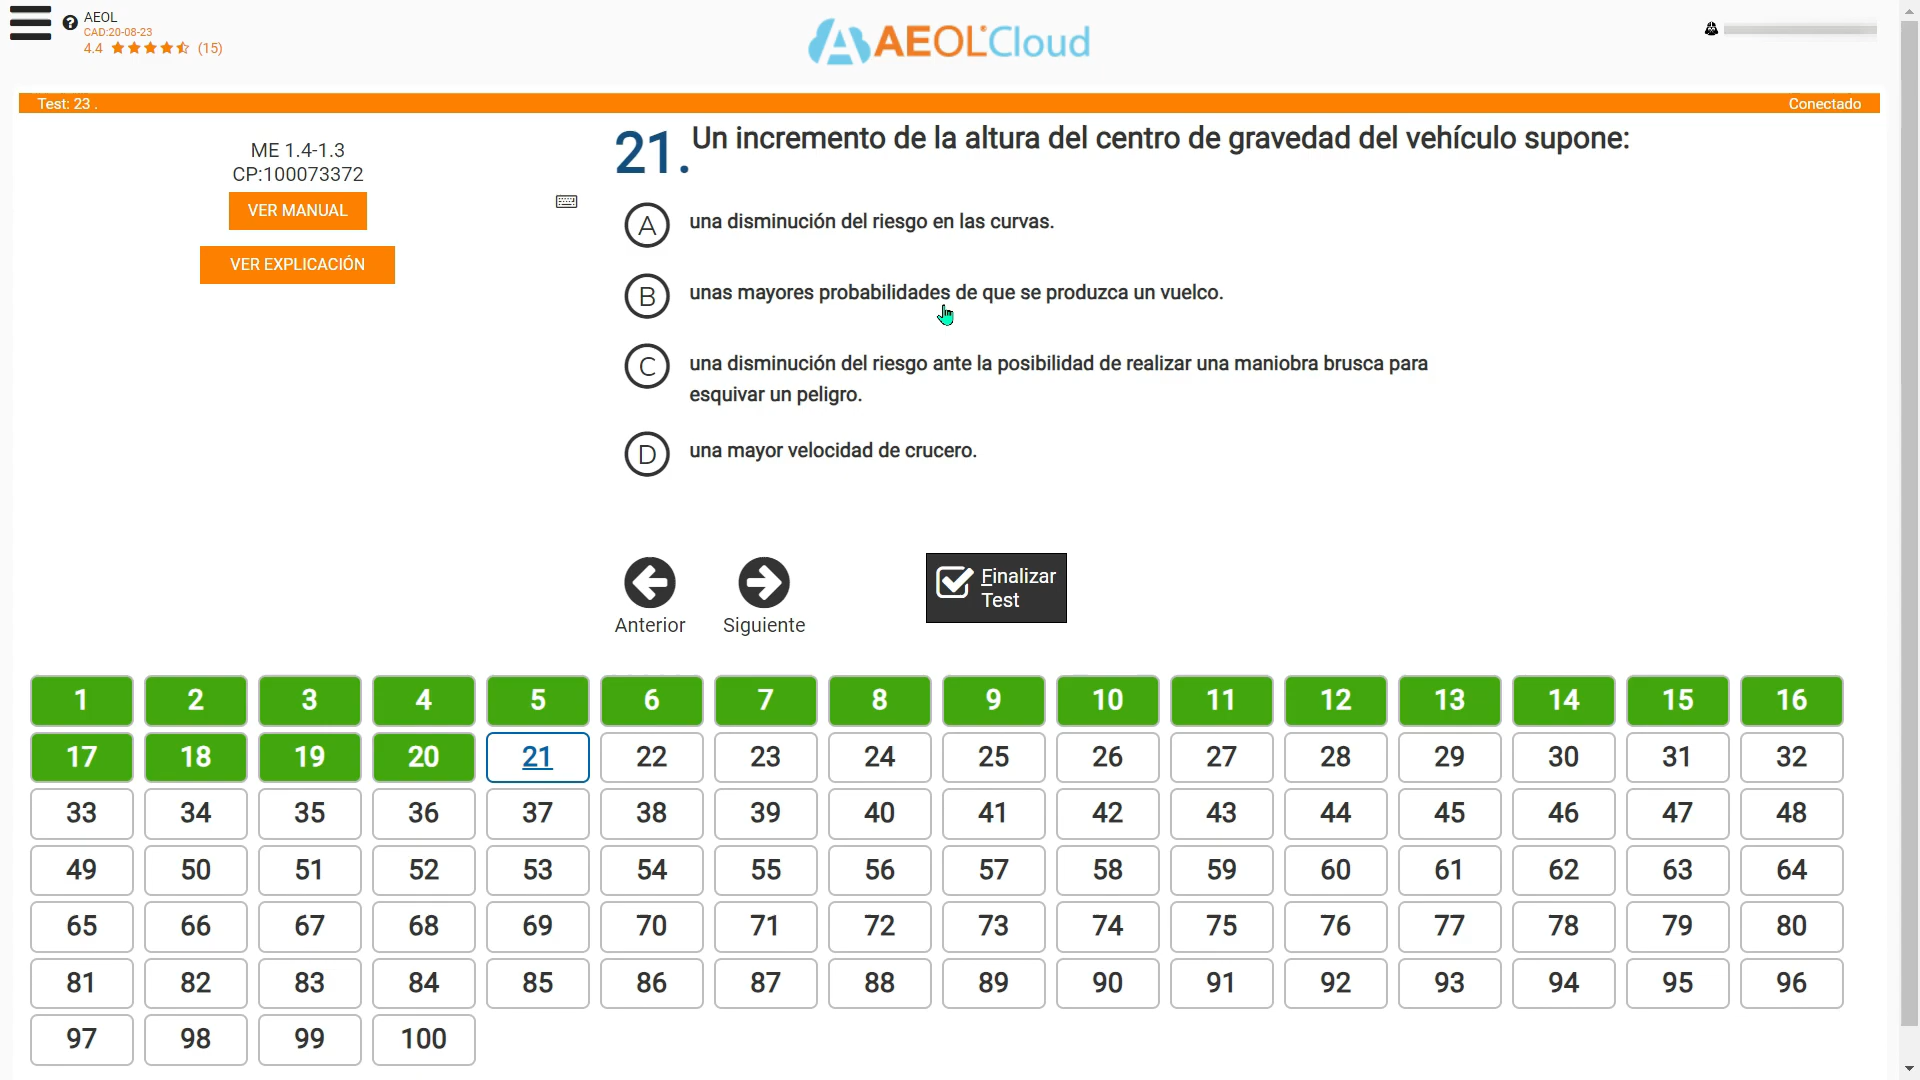 AEOL
CAD:20-08-23
4.4 (15)
AEOL Cloud
Test: 23 .
Conectado
ME 1.4-1.3
CP:100073372
VER MANUAL
VER EXPLICACIÓN
21. Un incremento de la altura del centro de gravedad del vehículo supone:
A una disminución del riesgo en las curvas.
B unas mayores probabilidades de que se produzca un vuelco.
C una disminución del riesgo ante la posibilidad de realizar una maniobra brusca para
esquivar un peligro.
D una mayor velocidad de crucero.
Anterior
Siguiente
Finalizar
Test
1 2 3 4 5 6 7 8 9 10 11 12 13 14 15 16
17 18 19 20 21 22 23 24 25 26 27 28 29 30 31 32
33 34 35 36 37 38 39 40 41 42 43 44 45 46 47 48
49 50 51 52 53 54 55 56 57 58 59 60 61 62 63 64
65 66 67 68 69 70 71 72 73 74 75 76 77 78 79 80
81 82 83 84 85 86 87 88 89 90 91 92 93 94 95 96
97 98 99 100